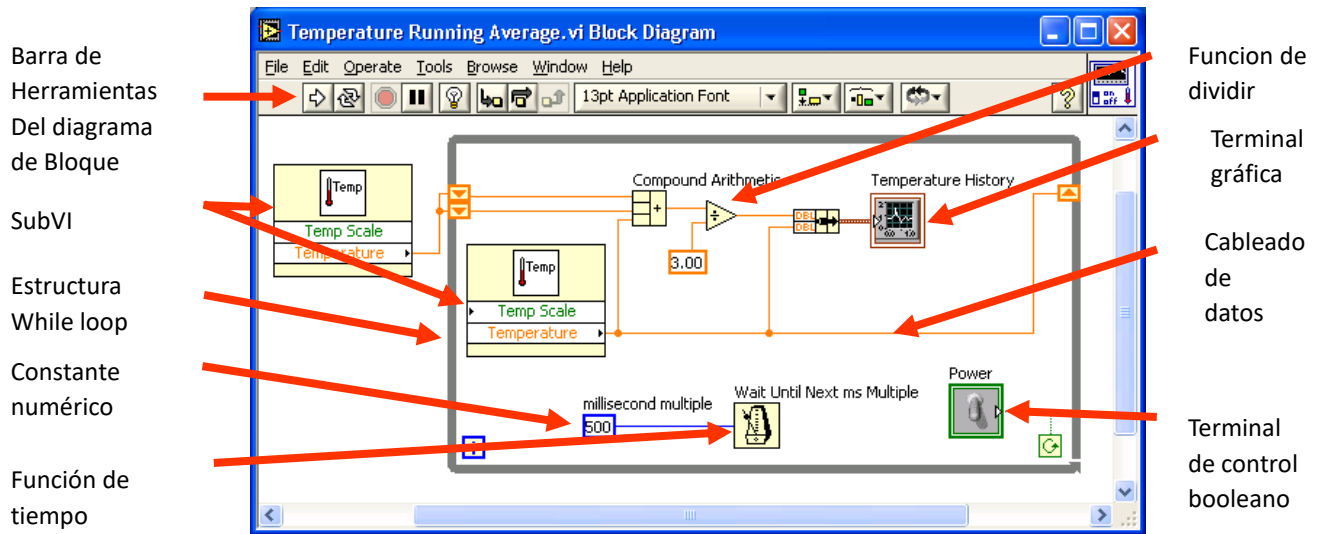 Barra de
Herramientas
Del diagrama
de Bloque
SubVI
Estructura
While loop
Constante
numérico
Función de
tiempo
Temperature Running Average.vi Block Diagram
File Edit Operate Tools Browse Window Help
13pt Application Font
?
on
off
Temp
Temp Scale
Temperature
Compound Arithmetic
+
÷
3.00
DBL
DBL
Temperature History
Temp
Temp Scale
Temperature
millisecond multiple
500
Wait Until Next ms Multiple
Power
i
Funcion de
dividir
Terminal
gráfica
Cableado
de
datos
Terminal
de control
booleano